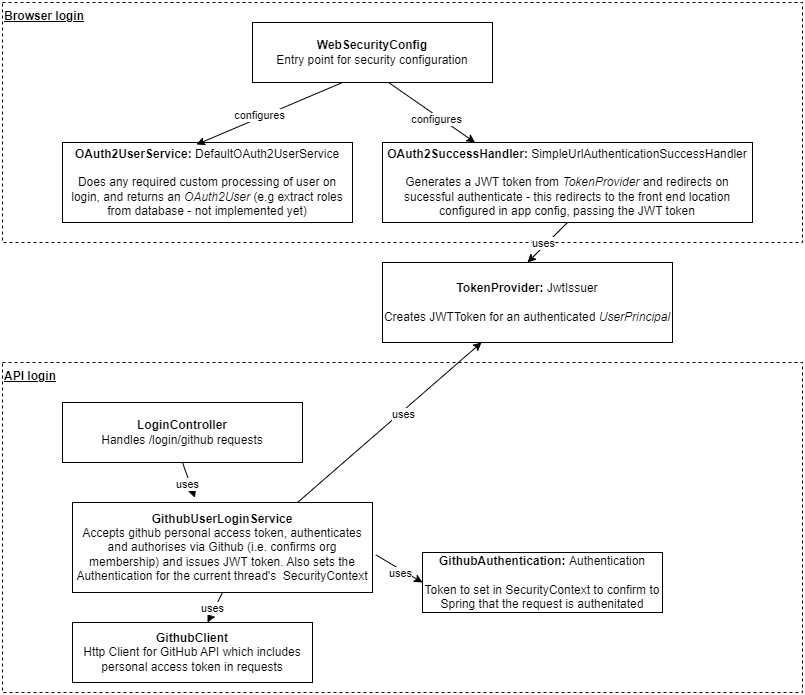 Browser login
WebSecurityConfig
Entry point for security configuration
configures
configures
OAuth2UserService: DefaultOAuth2UserService
Does any required custom processing of user on
login, and returns an OAuth2User (e.g extract roles
from database - not implemented yet)
OAuth2SuccessHandler: SimpleUrlAuthenticationSuccessHandler
Generates a JWT token from TokenProvider and redirects on
sucessful authenticate - this redirects to the front end location
configured in app config, passing the JWT token
uses
TokenProvider: JwtIssuer
Creates JWTToken for an authenticated UserPrincipal
API login
uses
LoginController
Handles /login/github requests
uses
GithubUserLoginService
Accepts github personal access token, authenticates
and authorises via Github (i.e. confirms org
membership) and issues JWT token. Also sets the
Authentication for the current thread's SecurityContext
uses
GithubAuthentication: Authentication
Token to set in SecurityContext to confirm to
Spring that the request is authenitated
uses
GithubClient
Http Client for GitHub API which includes
personal access token in requests